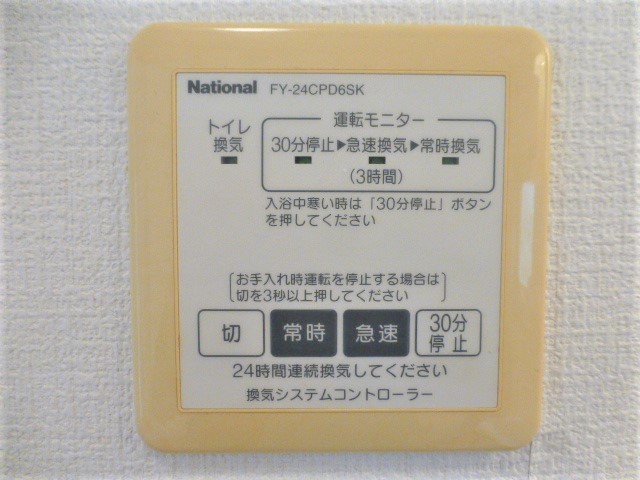 National FY-24CPD6SK
トイレ
換気
運転モニター
30分停止▶急速換気▶常時換気
(3時間)
入浴中寒い時は「30分停止」ボタン
を押してください
お手入れ時運転を停止する場合は
切を3秒以上押してください
切
常時
急速
30分
停止
24時間連続換気してください
換気システムコントローラー